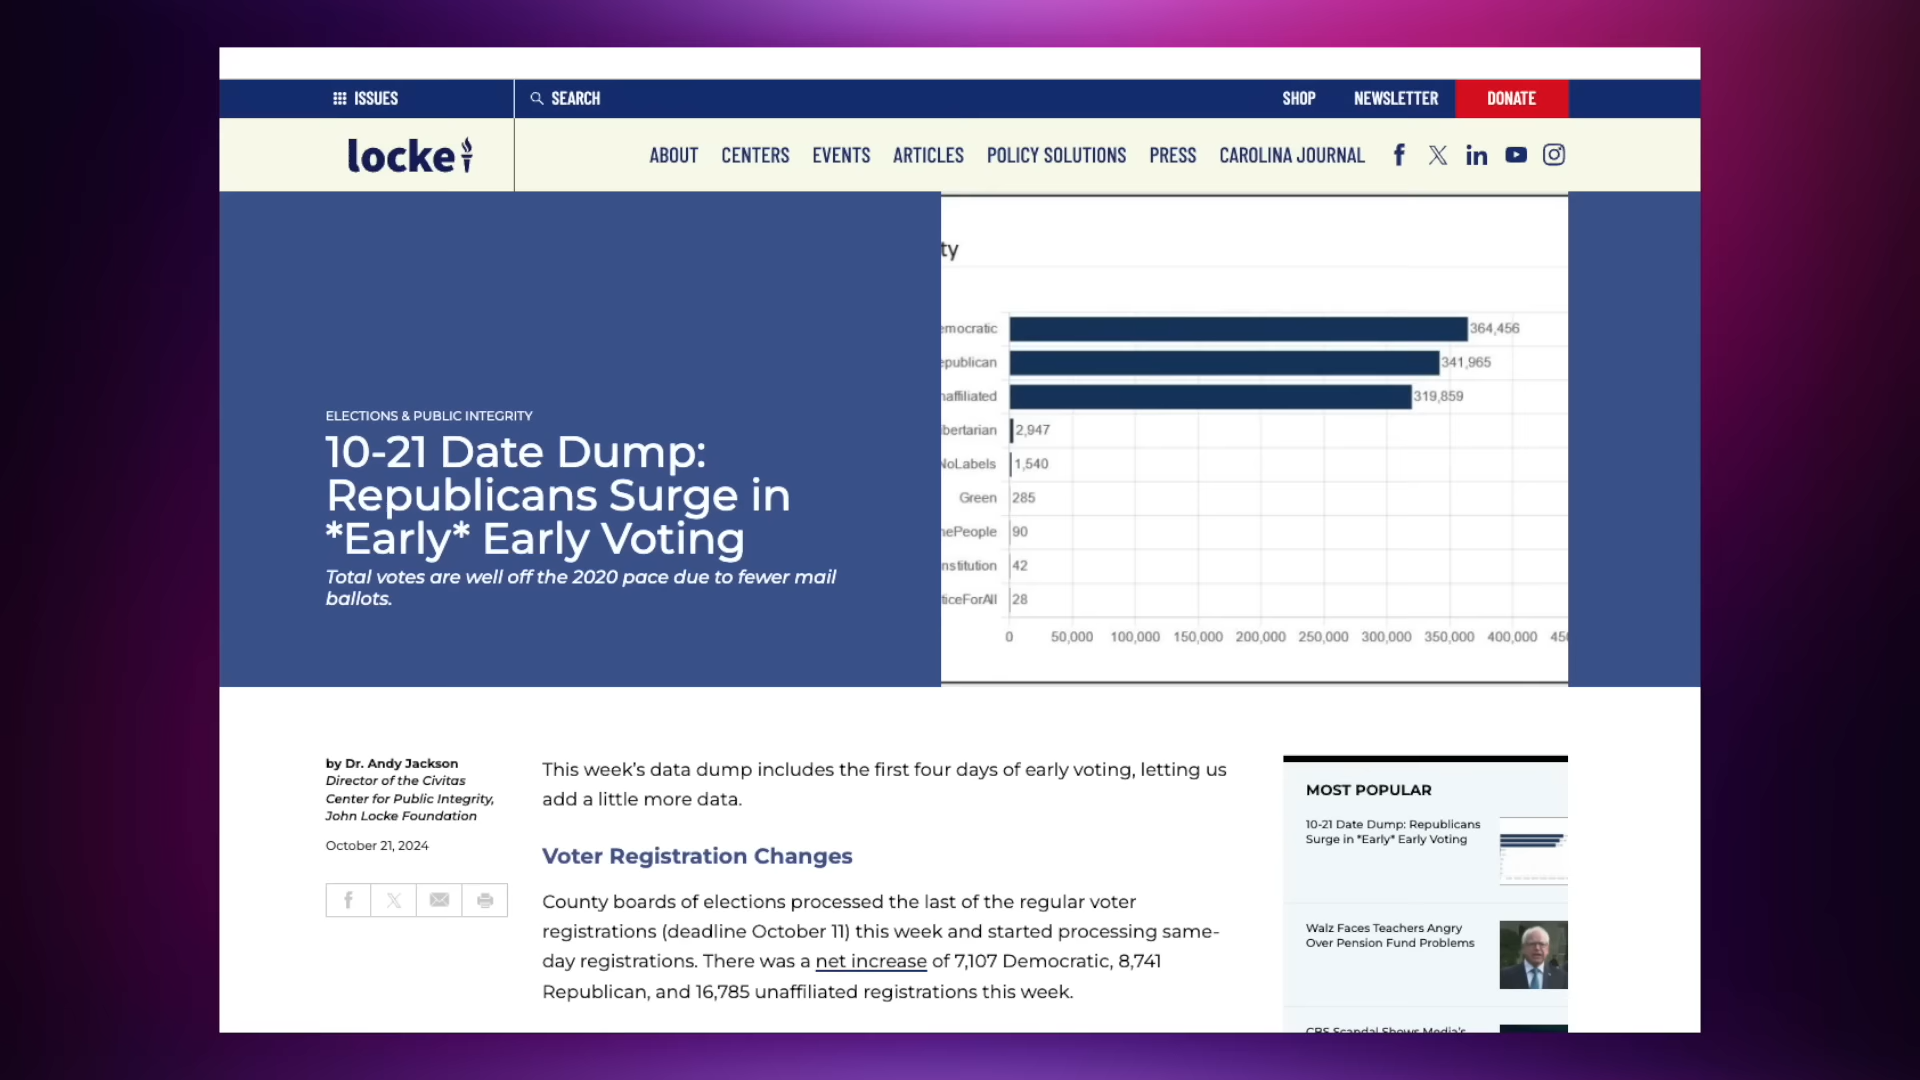 ISSUES
SEARCH
SHOP
NEWSLETTER
DONATE
locke
ABOUT
CENTERS
EVENTS
ARTICLES
POLICY SOLUTIONS
PRESS
CAROLINA JOURNAL
ty
emocratic 364,456
epublican 341,965
naffiliated 319,859
bertarian 2,947
NoLabels 1,540
Green 285
nePeople 90
nstitution 42
ticeForAll 28
0 50,000 100,000 150,000 200,000 250,000 300,000 350,000 400,000 450
ELECTIONS & PUBLIC INTEGRITY
10-21 Date Dump:
Republicans Surge in
*Early* Early Voting
Total votes are well off the 2020 pace due to fewer mail
ballots.
by Dr. Andy Jackson
Director of the Civitas
Center for Public Integrity,
John Locke Foundation
October 21, 2024
This week's data dump includes the first four days of early voting, letting us
add a little more data.
Voter Registration Changes
County boards of elections processed the last of the regular voter
registrations (deadline October 11) this week and started processing same-
day registrations. There was a net increase of 7,107 Democratic, 8,741
Republican, and 16,785 unaffiliated registrations this week.
MOST POPULAR
10-21 Date Dump: Republicans
Surge in *Early* Early Voting
Walz Faces Teachers Angry
Over Pension Fund Problems
CBS Scandal Shows Media's